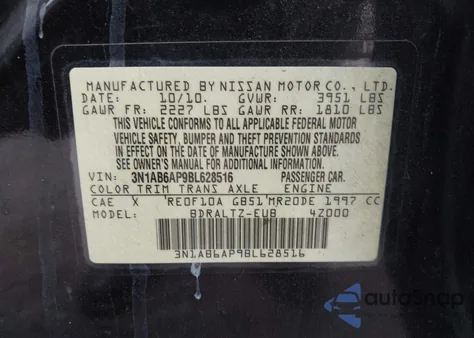 MANUFACTURED BY NISSAN MOTOR CO., LTD.
DATE: 10/10. GVWR: 3951 LBS
GAWR FR: 2227 LBS GAWR RR: 1810 LBS
THIS VEHICLE CONFORMS TO ALL APPLICABLE FEDERAL MOTOR
VEHICLE SAFETY, BUMPER AND THEFT PREVENTION STANDARDS
IN EFFECT ON THE DATE OF MANUFACTURE SHOWN ABOVE.
SEE OWNER'S MANUAL FOR ADDITIONAL INFORMATION.
VIN: 3N1AB6AP9BL628516 PASSENGER CAR.
COLOR TRIM TRANS AXLE ENGINE
CAE X 'RE0F10A GB51'MR20DE 1997 CC
MODEL: BDRALTZ-EUB 4Z000
3N1AB6AP9BL628516
autoSnap